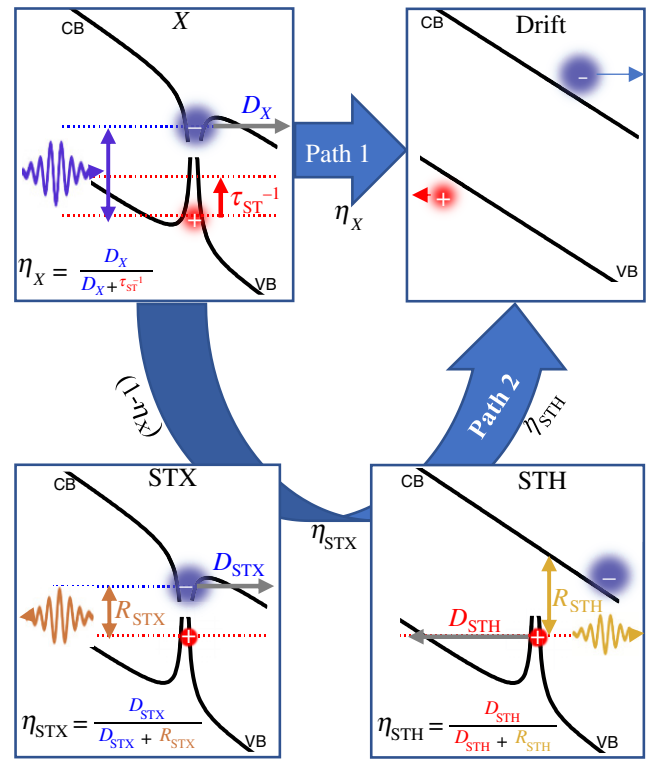 X
CB
−
D_X
τ_ST⁻¹
+
η_X = D_X / (D_X + τ_ST⁻¹)
VB
Path 1
η_X
Drift
CB
−
+
VB
(1-η_X)
η_STX
Path 2
η_STH
STX
CB
−
D_STX
R_STX
+
η_STX = D_STX / (D_STX + R_STX)
VB
STH
CB
−
R_STH
D_STH
+
η_STH = D_STH / (D_STH + R_STH)
VB